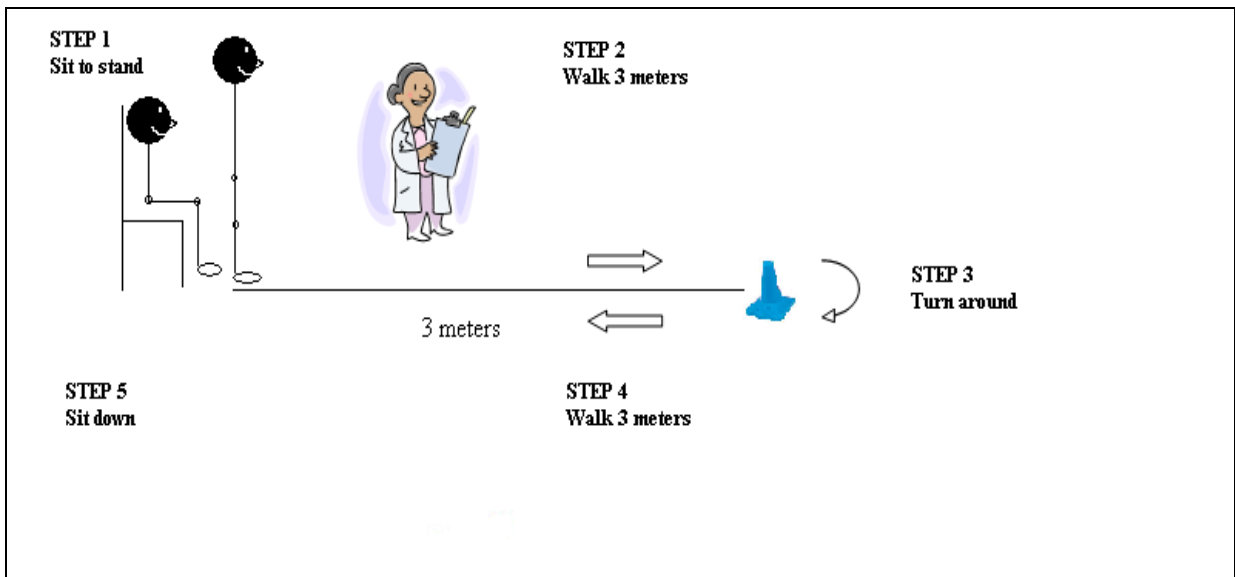 STEP 1
Sit to stand
STEP 2
Walk 3 meters
STEP 3
Turn around
3 meters
STEP 4
Walk 3 meters
STEP 5
Sit down